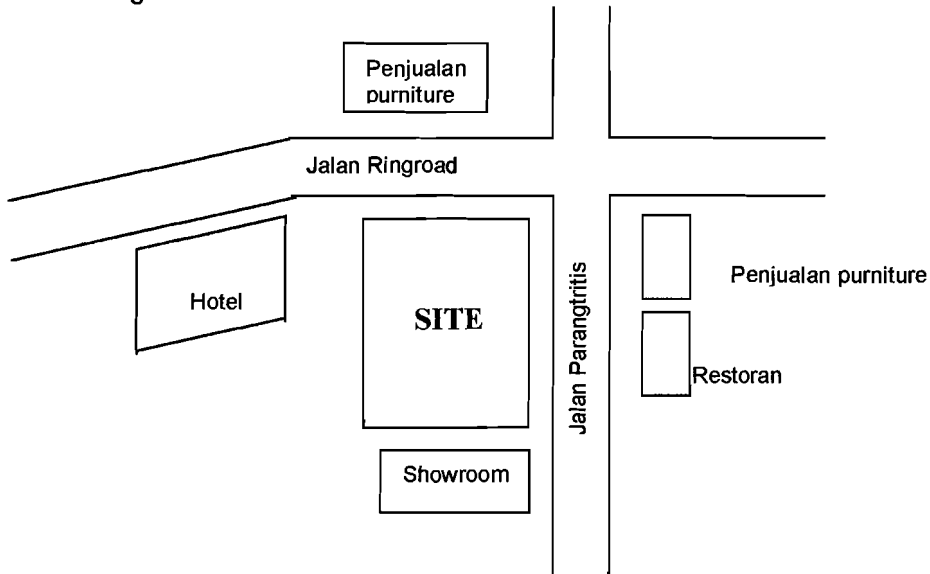 Penjualan
purniture
Jalan Ringroad
Hotel
SITE
Jalan Parangtritis
Penjualan purniture
Restoran
Showroom